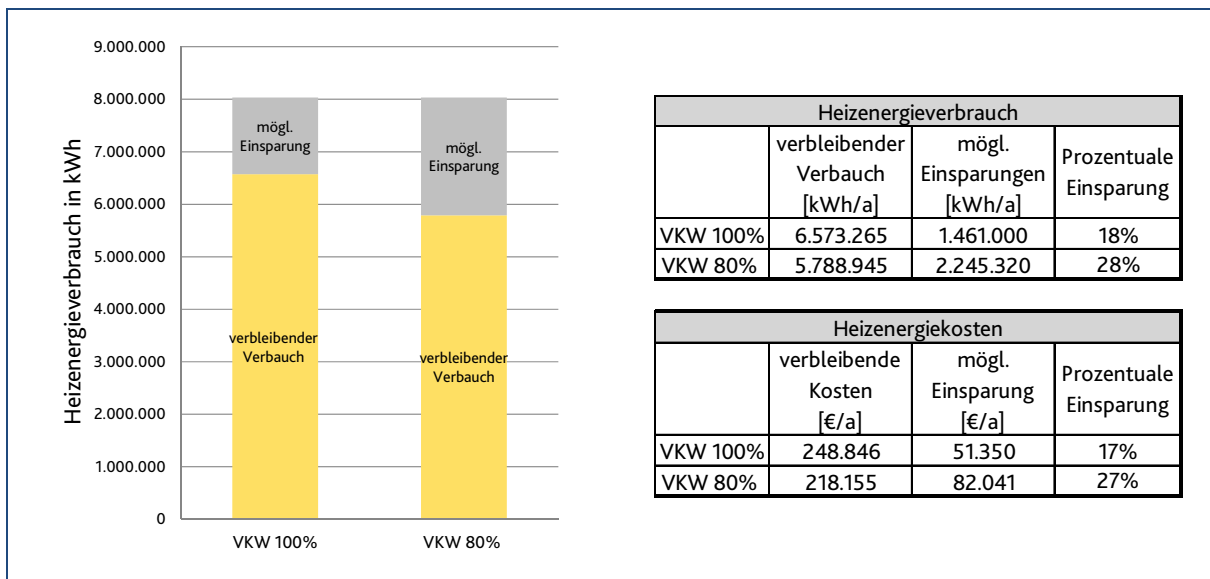 Heizenergieverbrauch in kWh
9.000.000
8.000.000
7.000.000
6.000.000
5.000.000
4.000.000
3.000.000
2.000.000
1.000.000
0
mögl.
Einsparung
verbleibender
Verbauch
mögl.
Einsparung
verbleibender
Verbauch
VKW 100%
VKW 80%
Heizenergieverbrauch
verbleibender
Verbauch
[kWh/a]
mögl.
Einsparungen
[kWh/a]
Prozentuale
Einsparung
VKW 100% 6.573.265 1.461.000 18%
VKW 80% 5.788.945 2.245.320 28%
Heizenergiekosten
verbleibende
Kosten
[€/a]
mögl.
Einsparung
[€/a]
Prozentuale
Einsparung
VKW 100% 248.846 51.350 17%
VKW 80% 218.155 82.041 27%